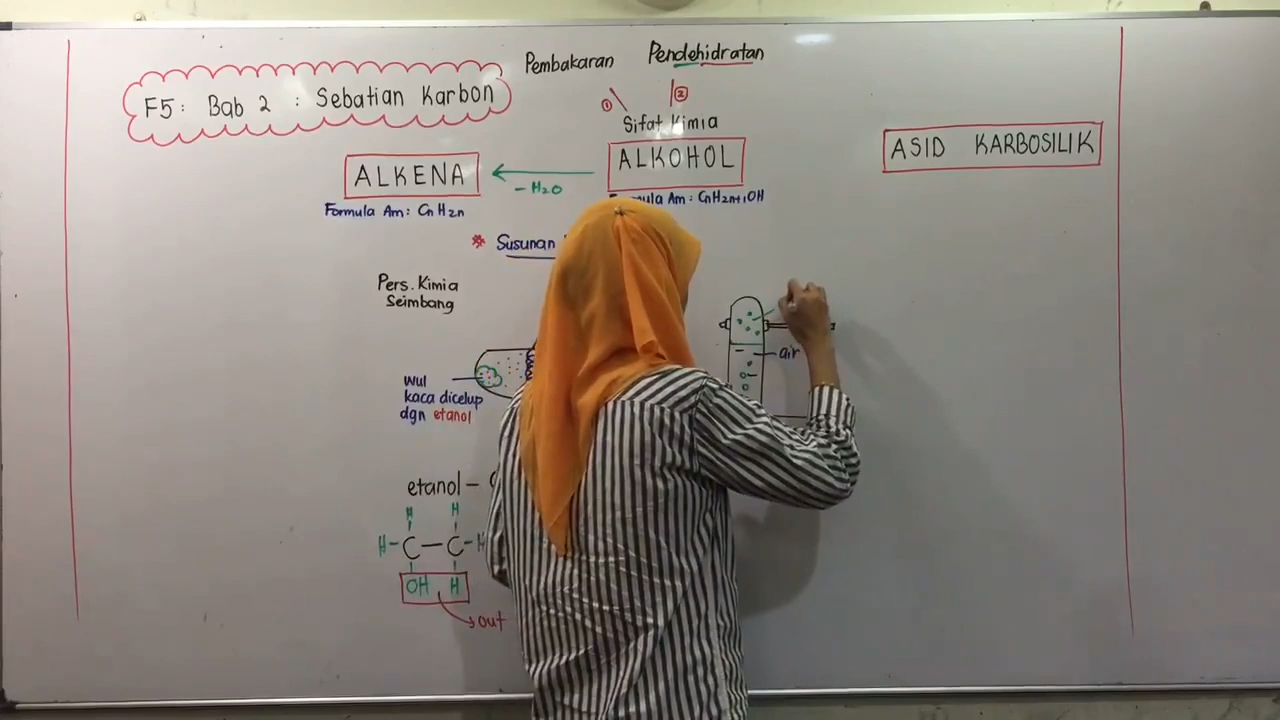 Pembakaran
Pendehidratan
F5: Bab 2 : Sebatian Karbon
① ②
Sifat Kimia
ALKENA
- H₂O
ALKOHOL
ASID KARBOSILIK
Formula Am: CnH2n
Am: CnH2n+1OH
* Susunan
Pers. Kimia
Seimbang
air
wul
kaca dicelup
dgn etanol
etanol –
H H
H-C-C-H
OH H
out